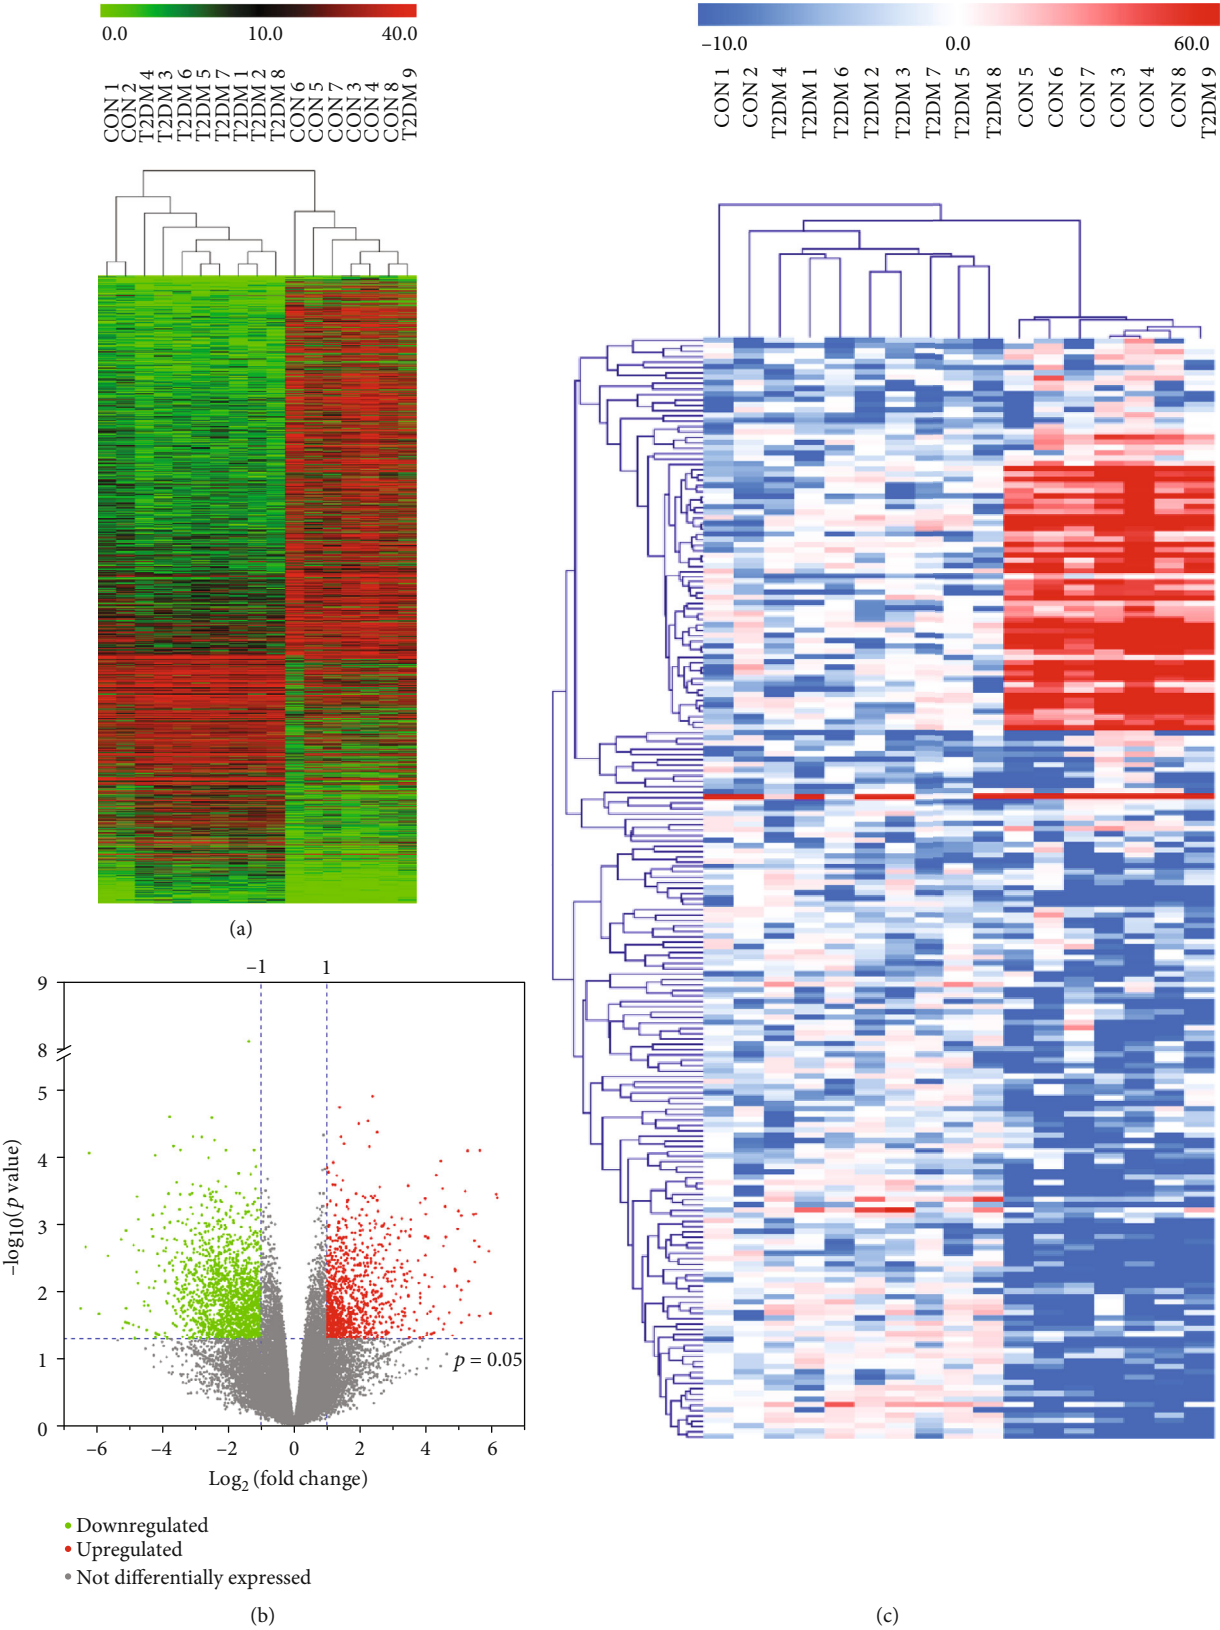 0.0 10.0 40.0
CON 1 CON 2 T2DM 4 T2DM 3 T2DM 6 T2DM 5 T2DM 7 T2DM 1 T2DM 2 T2DM 8 CON 6 CON 5 CON 7 CON 3 CON 4 CON 8 T2DM 9
(a)
–1 1
9
8
5
4
3
2
1
0
–log10(p value)
p = 0.05
–6 –4 –2 0 2 4 6
Log2 (fold change)
Downregulated
Upregulated
Not differentially expressed
(b)
–10.0 0.0 60.0
CON 1 CON 2 T2DM 4 T2DM 1 T2DM 6 T2DM 2 T2DM 3 T2DM 7 T2DM 5 T2DM 8 CON 5 CON 6 CON 7 CON 3 CON 4 CON 8 T2DM 9
(c)